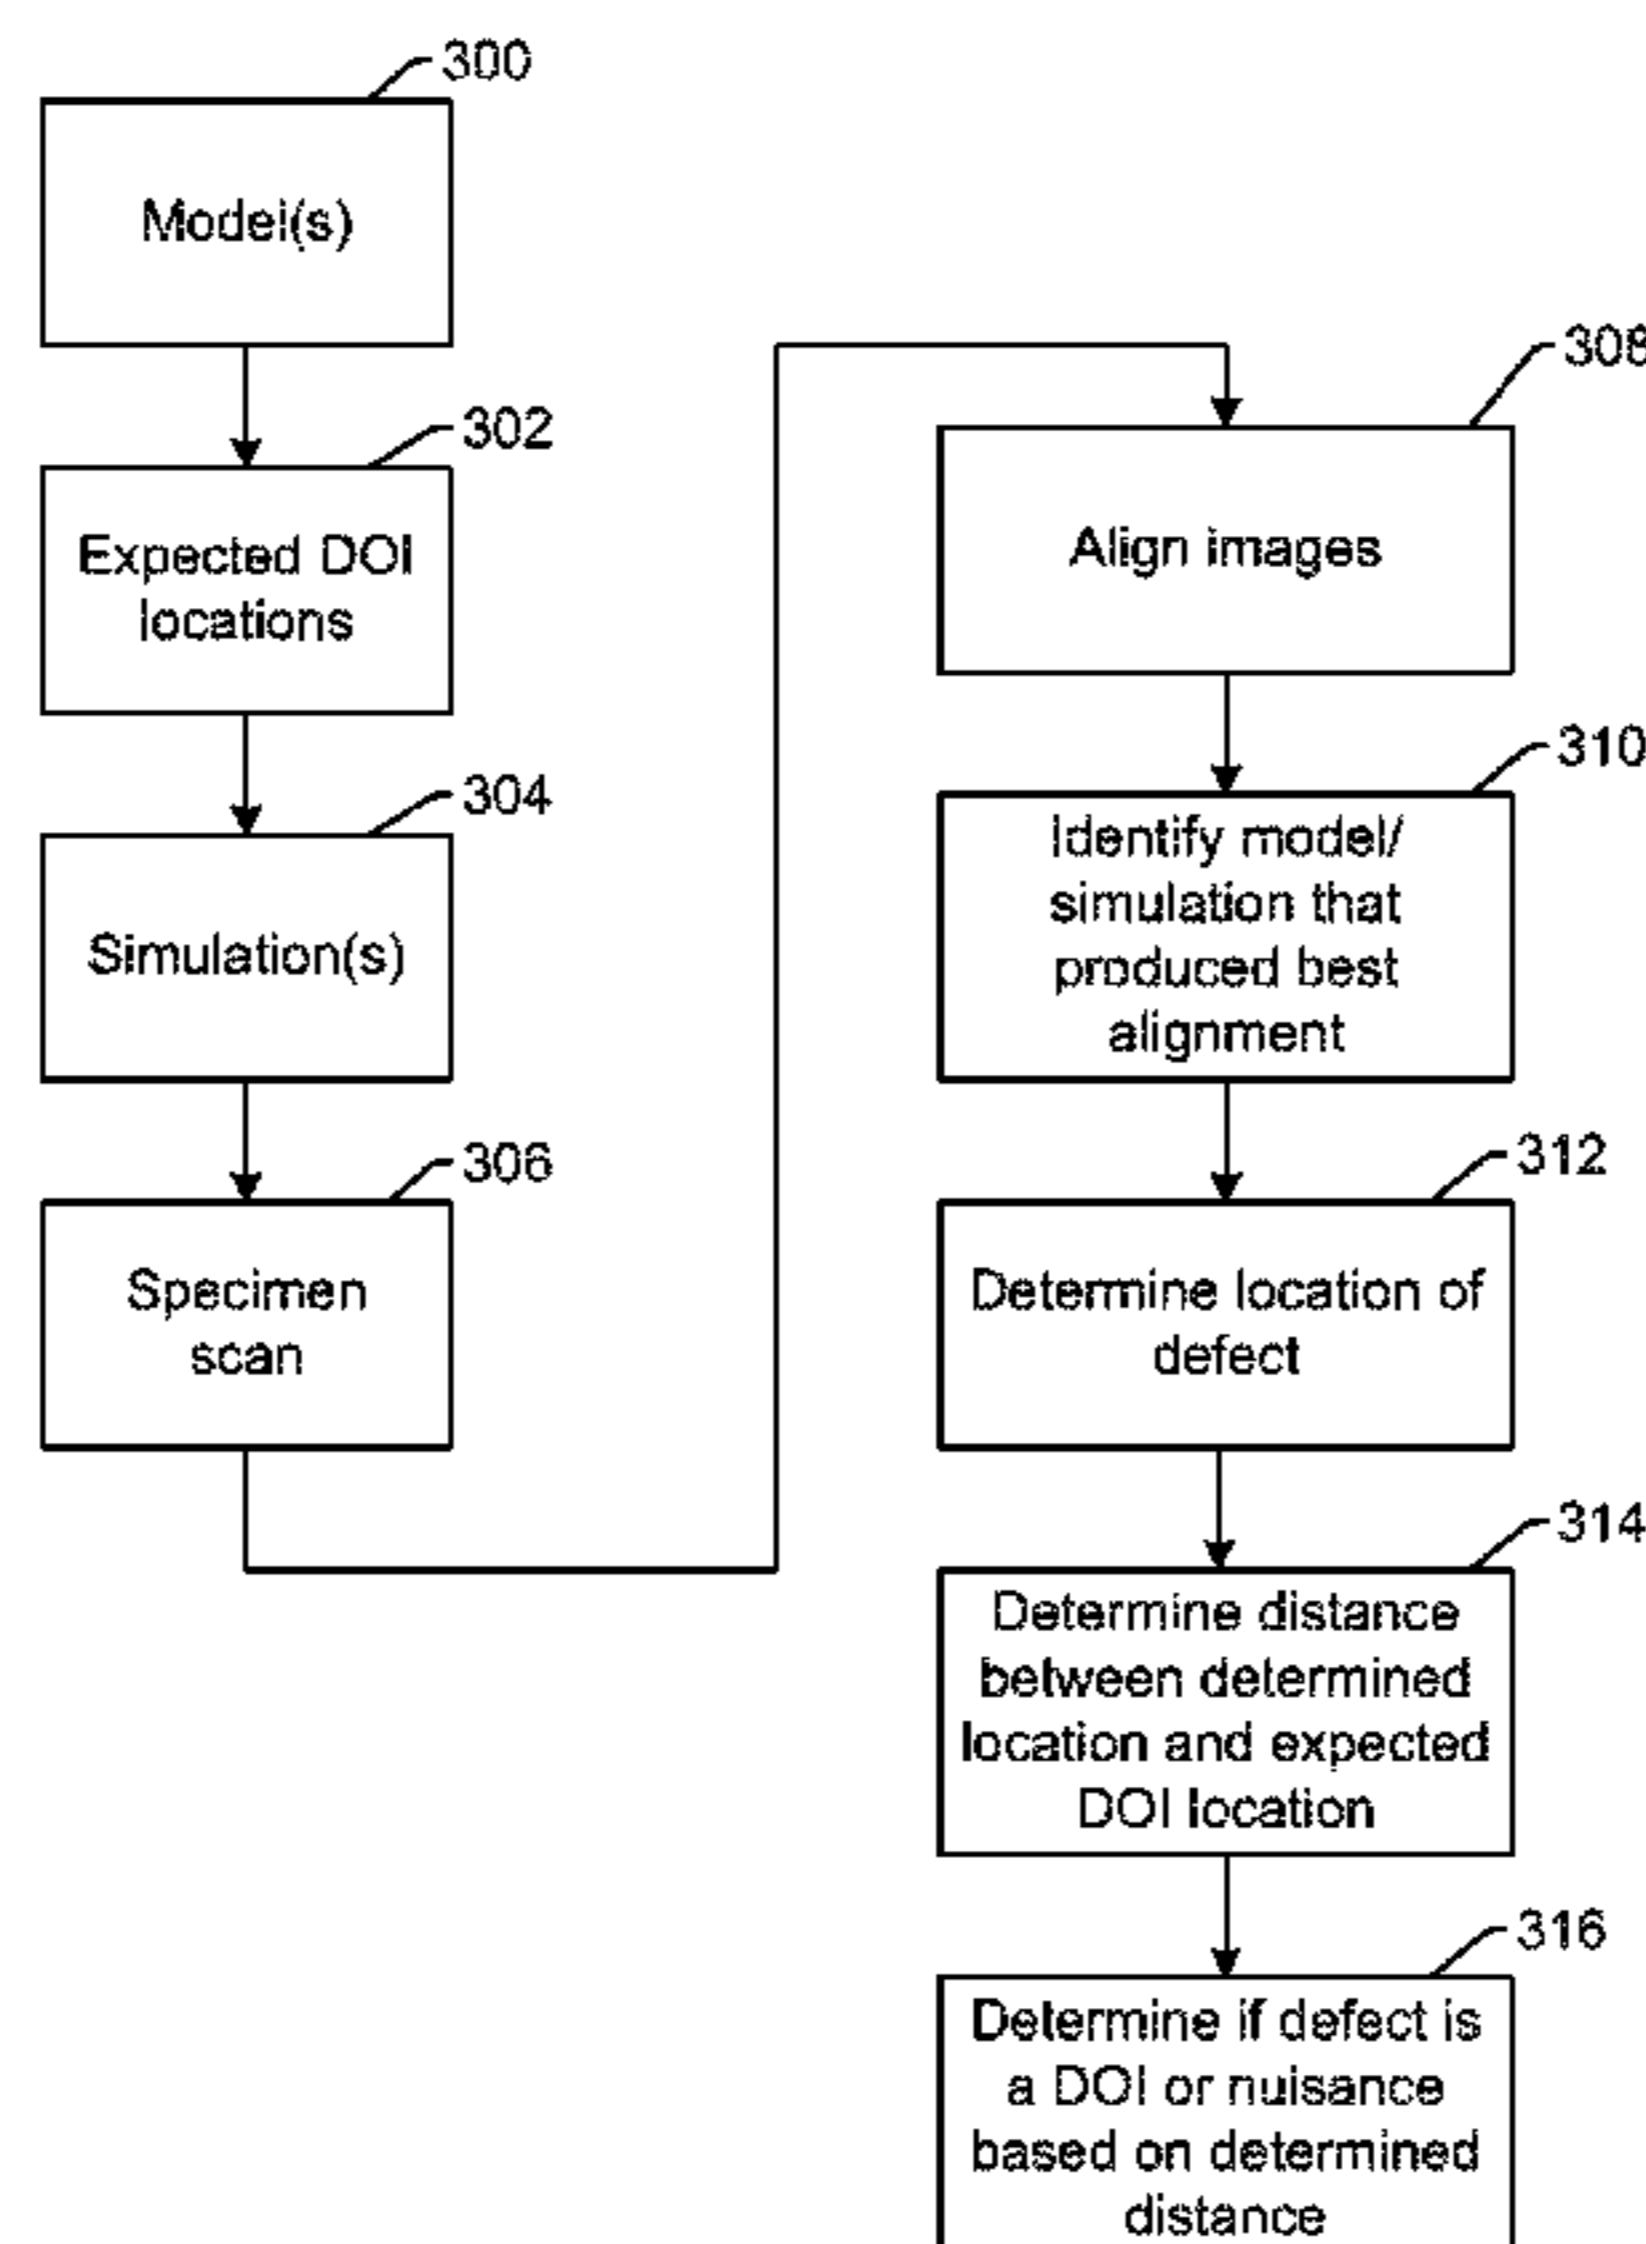 300
Model(s)
302
Expected DOI
locations
304
Simulation(s)
306
Specimen
scan
308
Align images
310
Identify model/
simulation that
produced best
alignment
312
Determine location of
defect
314
Determine distance
between determined
location and expected
DOI location
316
Determine if defect is
a DOI or nuisance
based on determined
distance